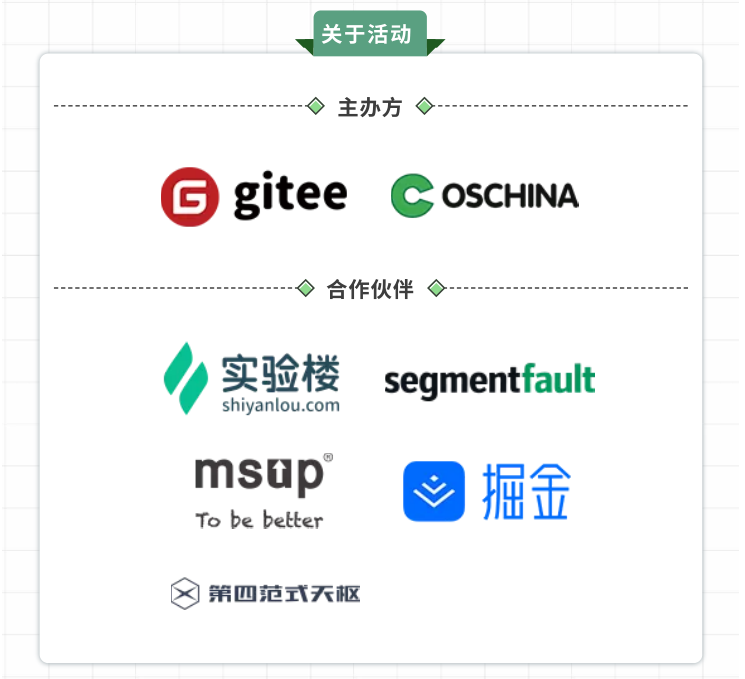 关于活动
主办方
G gitee
OSCHINA
合作伙伴
实验楼
shiyanlou.com
segmentfault
msup®
To be better
掘金
第四范式天枢